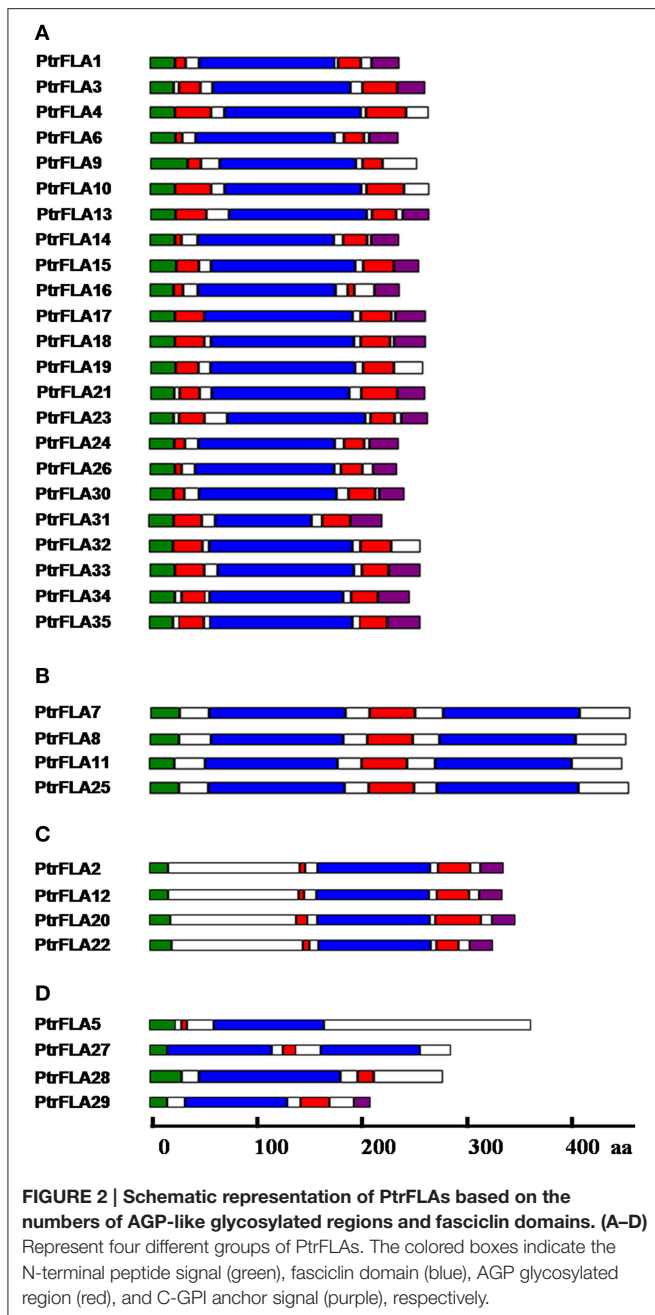 A
PtrFLA1
PtrFLA3
PtrFLA4
PtrFLA6
PtrFLA9
PtrFLA10
PtrFLA13
PtrFLA14
PtrFLA15
PtrFLA16
PtrFLA17
PtrFLA18
PtrFLA19
PtrFLA21
PtrFLA23
PtrFLA24
PtrFLA26
PtrFLA30
PtrFLA31
PtrFLA32
PtrFLA33
PtrFLA34
PtrFLA35
B
PtrFLA7
PtrFLA8
PtrFLA11
PtrFLA25
C
PtrFLA2
PtrFLA12
PtrFLA20
PtrFLA22
D
PtrFLA5
PtrFLA27
PtrFLA28
PtrFLA29
0 100 200 300 400 aa
FIGURE 2 | Schematic representation of PtrFLAs based on the
numbers of AGP-like glycosylated regions and fasciclin domains. (A–D)
Represent four different groups of PtrFLAs. The colored boxes indicate the
N-terminal peptide signal (green), fasciclin domain (blue), AGP glycosylated
region (red), and C-GPI anchor signal (purple), respectively.